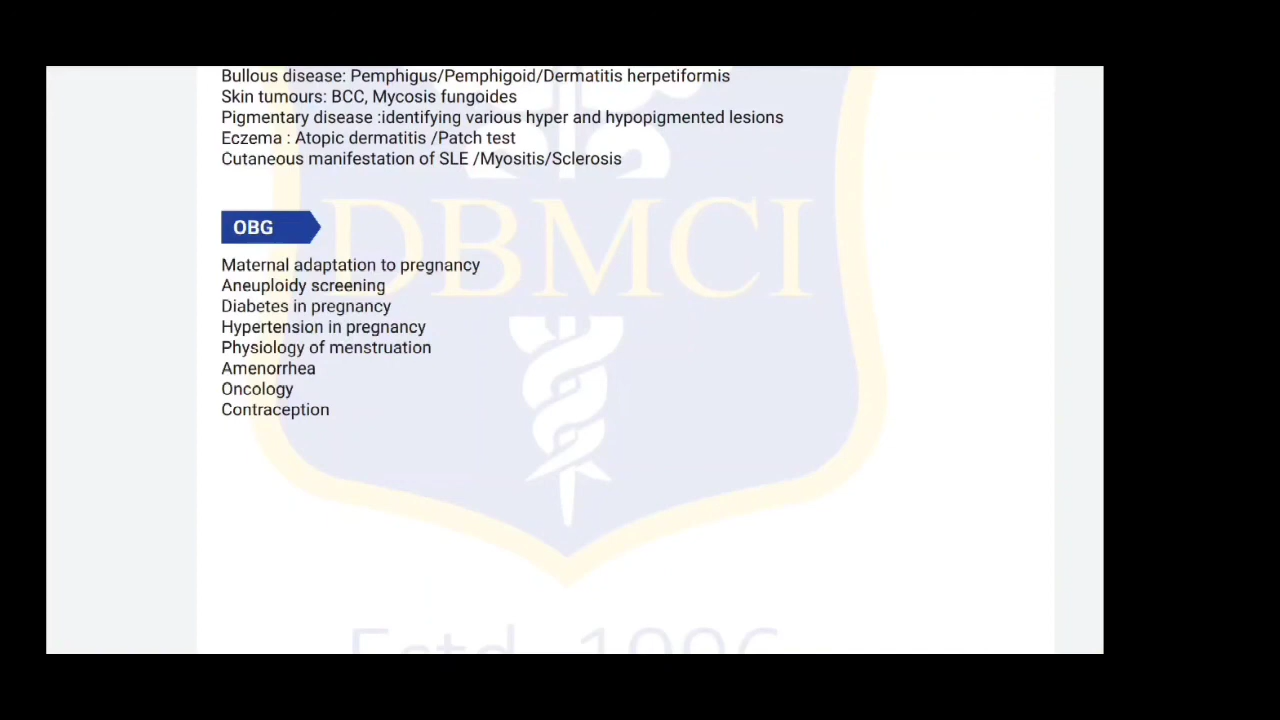 Bullous disease: Pemphigus/Pemphigoid/Dermatitis herpetiformis
Skin tumours: BCC, Mycosis fungoides
Pigmentary disease :identifying various hyper and hypopigmented lesions
Eczema : Atopic dermatitis /Patch test
Cutaneous manifestation of SLE /Myositis/Sclerosis
OBG
DBMCI
Maternal adaptation to pregnancy
Aneuploidy screening
Diabetes in pregnancy
Hypertension in pregnancy
Physiology of menstruation
Amenorrhea
Oncology
Contraception